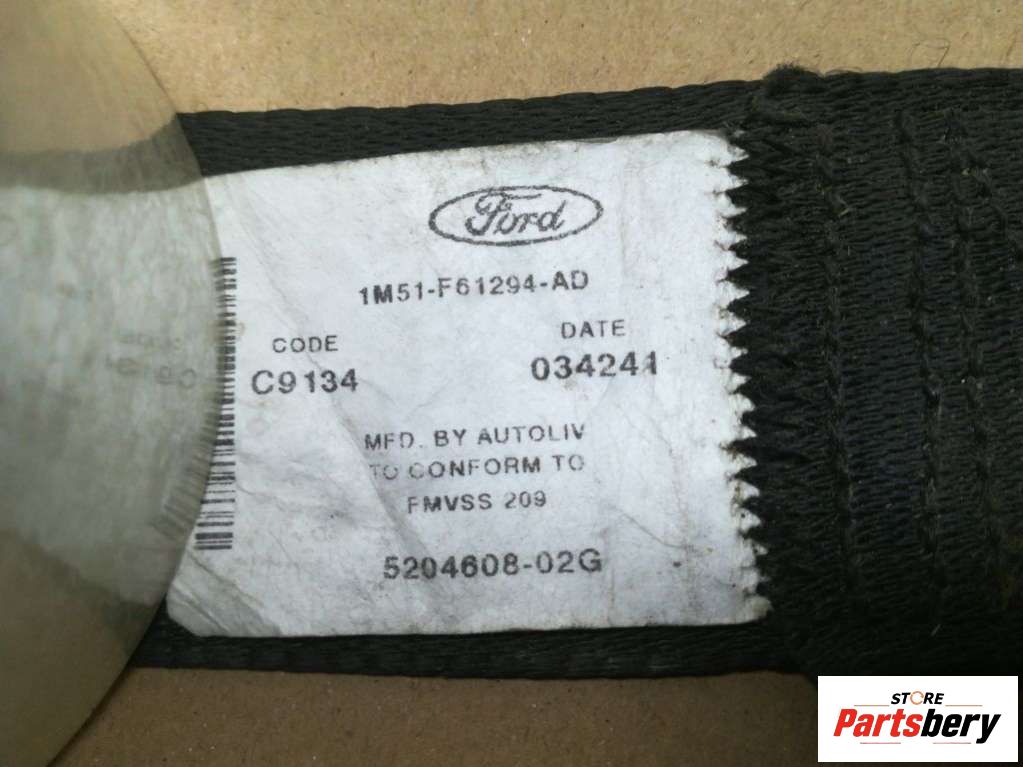 Ford
1M51-F61294-AD
CODE
DATE
C9134
034241
MFD. BY AUTOLIV
TO CONFORM TO
FMVSS 209
5204608-02G
STORE
Partsbery